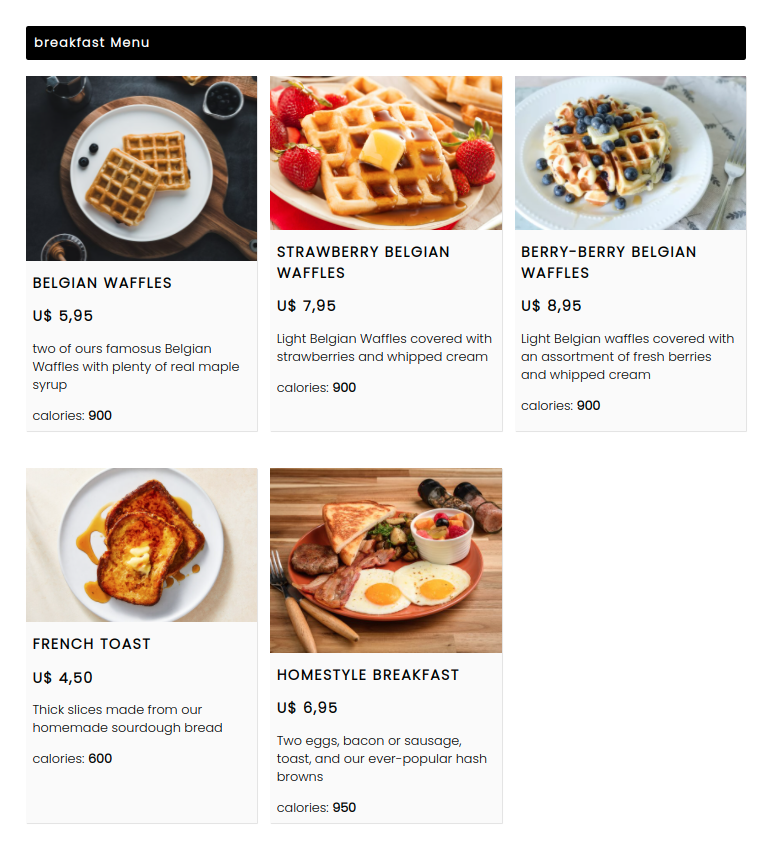 breakfast Menu
BELGIAN WAFFLES
U$ 5,95
two of ours famosus Belgian
Waffles with plenty of real maple
syrup
calories: 900
STRAWBERRY BELGIAN
WAFFLES
U$ 7,95
Light Belgian Waffles covered with
strawberries and whipped cream
calories: 900
BERRY-BERRY BELGIAN
WAFFLES
U$ 8,95
Light Belgian waffles covered with
an assortment of fresh berries
and whipped cream
calories: 900
FRENCH TOAST
U$ 4,50
Thick slices made from our
homemade sourdough bread
calories: 600
HOMESTYLE BREAKFAST
U$ 6,95
Two eggs, bacon or sausage,
toast, and our ever-popular hash
browns
calories: 950